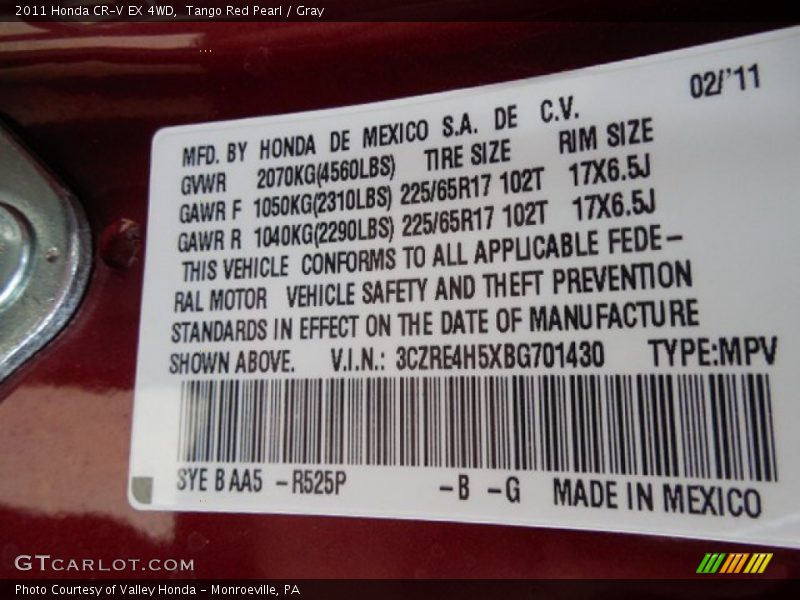 2011 Honda CR-V EX 4WD, Tango Red Pearl / Gray
02/'11
MFD. BY HONDA DE MEXICO S.A. DE C.V.
GVWR 2070KG(4560LBS) TIRE SIZE RIM SIZE
GAWR F 1050KG(2310LBS) 225/65R17 102T 17X6.5J
GAWR R 1040KG(2290LBS) 225/65R17 102T 17X6.5J
THIS VEHICLE CONFORMS TO ALL APPLICABLE FEDE-
RAL MOTOR VEHICLE SAFETY AND THEFT PREVENTION
STANDARDS IN EFFECT ON THE DATE OF MANUFACTURE
SHOWN ABOVE. V.I.N.: 3CZRE4H5XBG701430 TYPE:MPV
SYE B AA5 -R525P -B -G MADE IN MEXICO
GTCARLOT.COM
Photo Courtesy of Valley Honda - Monroeville, PA